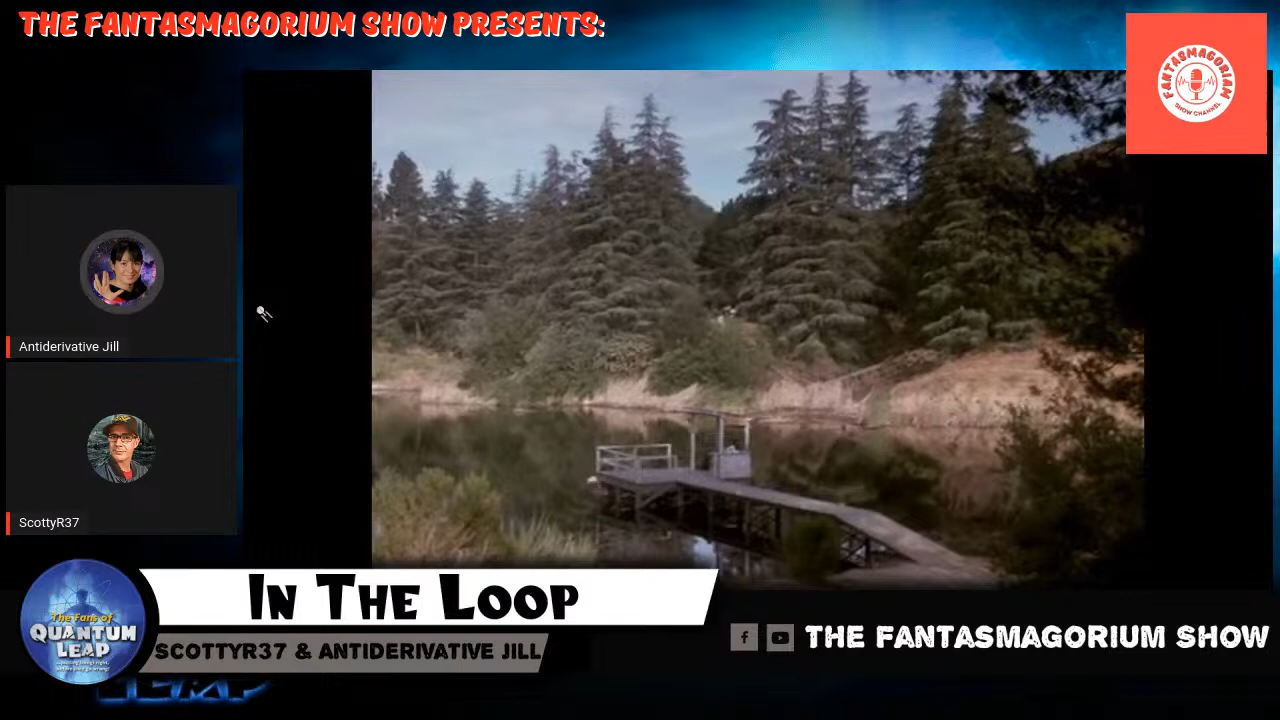 THE FANTASMAGORIUM SHOW PRESENTS:
FANTASMAGORIAM
SHOW CHANNEL
Antiderivative Jill
ScottyR37
IN THE LOOP
The Fans of
QUANTUM
LEAP
SCOTTYR37 & ANTIDERIVATIVE JILL
THE FANTASMAGORIUM SHOW